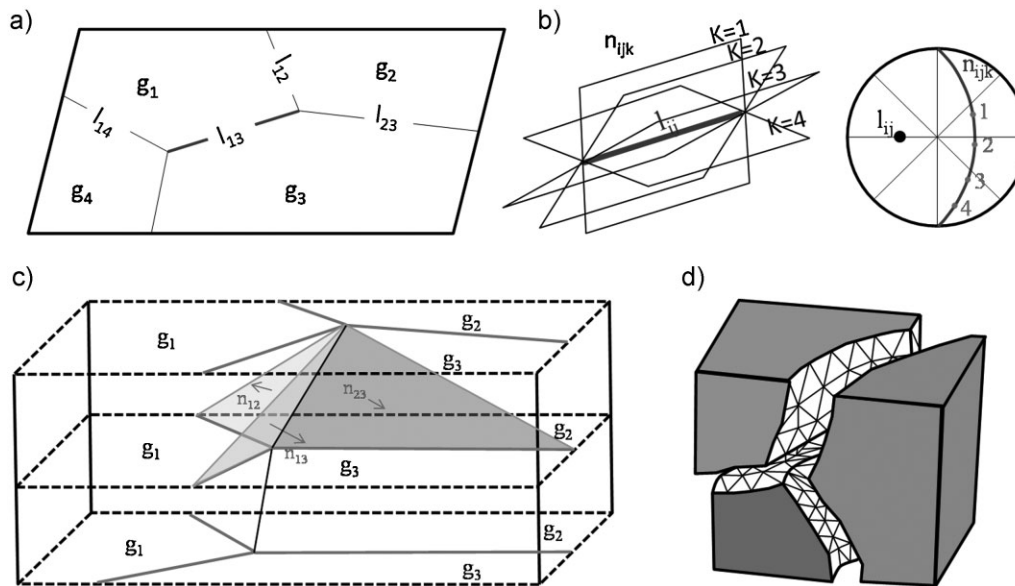 a)
g₁
l₁₂
g₂
l₁₄
l₁₃
l₂₃
g₄
g₃
b)
nᵢⱼₖ
K=1
K=2
K=3
K=4
lᵢⱼ
nᵢⱼₖ
lᵢⱼ
1
2
3
4
c)
g₁
g₂
g₃
n₁₂
n₂₃
n₁₃
g₁
g₂
g₃
g₁
g₂
g₃
d)